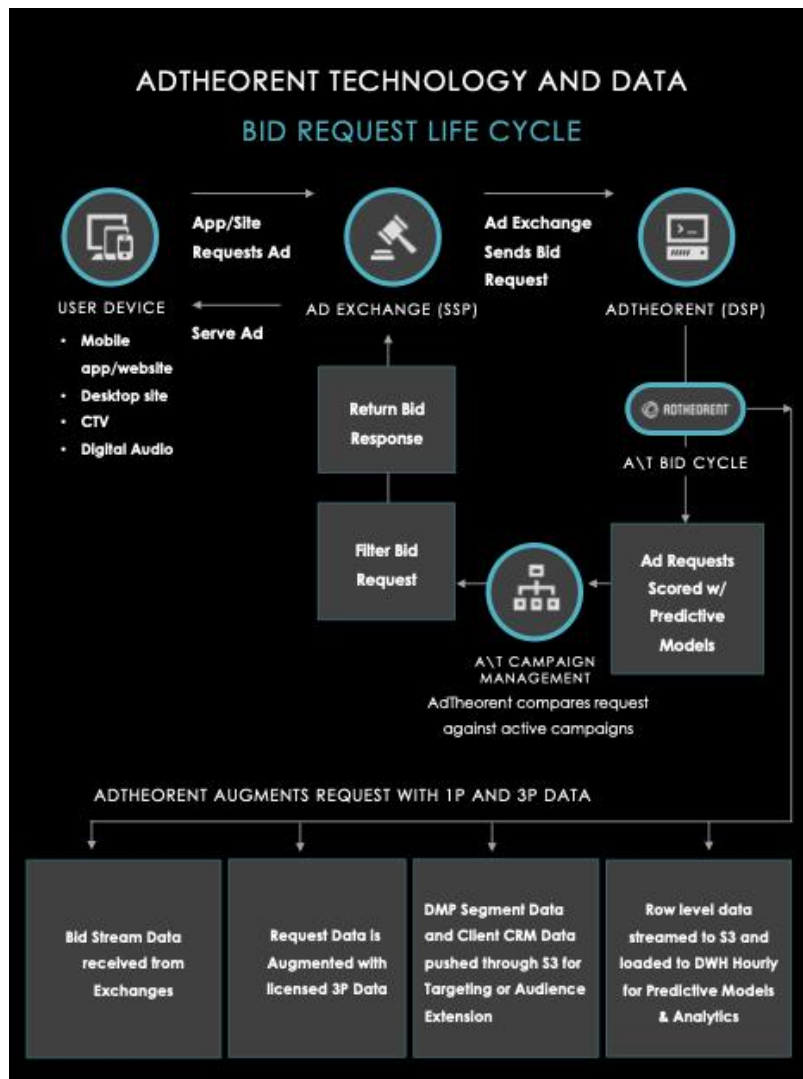 ADTHEORENT TECHNOLOGY AND DATA
BID REQUEST LIFE CYCLE
App/Site
Requests Ad
Ad Exchange
Sends Bid
Request
USER DEVICE
AD EXCHANGE (SSP)
ADTHEORENT (DSP)
Serve Ad
• Mobile
app/website
• Desktop site
• CTV
• Digital Audio
Return Bid
Response
ADTHEORENT
A\T BID CYCLE
Filter Bid
Request
Ad Requests
Scored w/
Predictive
Models
A\T CAMPAIGN
MANAGEMENT
AdTheorent compares request
against active campaigns
ADTHEORENT AUGMENTS REQUEST WITH 1P AND 3P DATA
Bid Stream Data
received from
Exchanges
Request Data is
Augmented with
licensed 3P Data
DMP Segment Data
and Client CRM Data
pushed through S3 for
Targeting or Audience
Extension
Row level data
streamed to S3 and
loaded to DWH Hourly
for Predictive Models
& Analytics